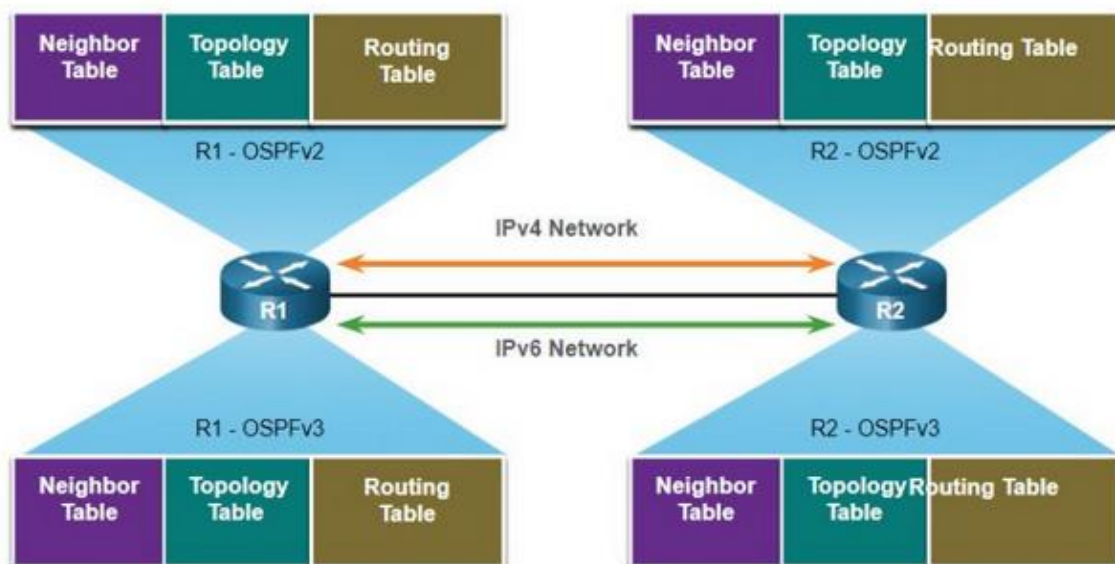 Neighbor Table
Topology Table
Routing Table
Neighbor Table
Topology Table
Routing Table
R1 - OSPFv2
R2 - OSPFv2
IPv4 Network
R1
R2
IPv6 Network
R1 - OSPFv3
R2 - OSPFv3
Neighbor Table
Topology Table
Routing Table
Neighbor Table
Topology Table
Routing Table